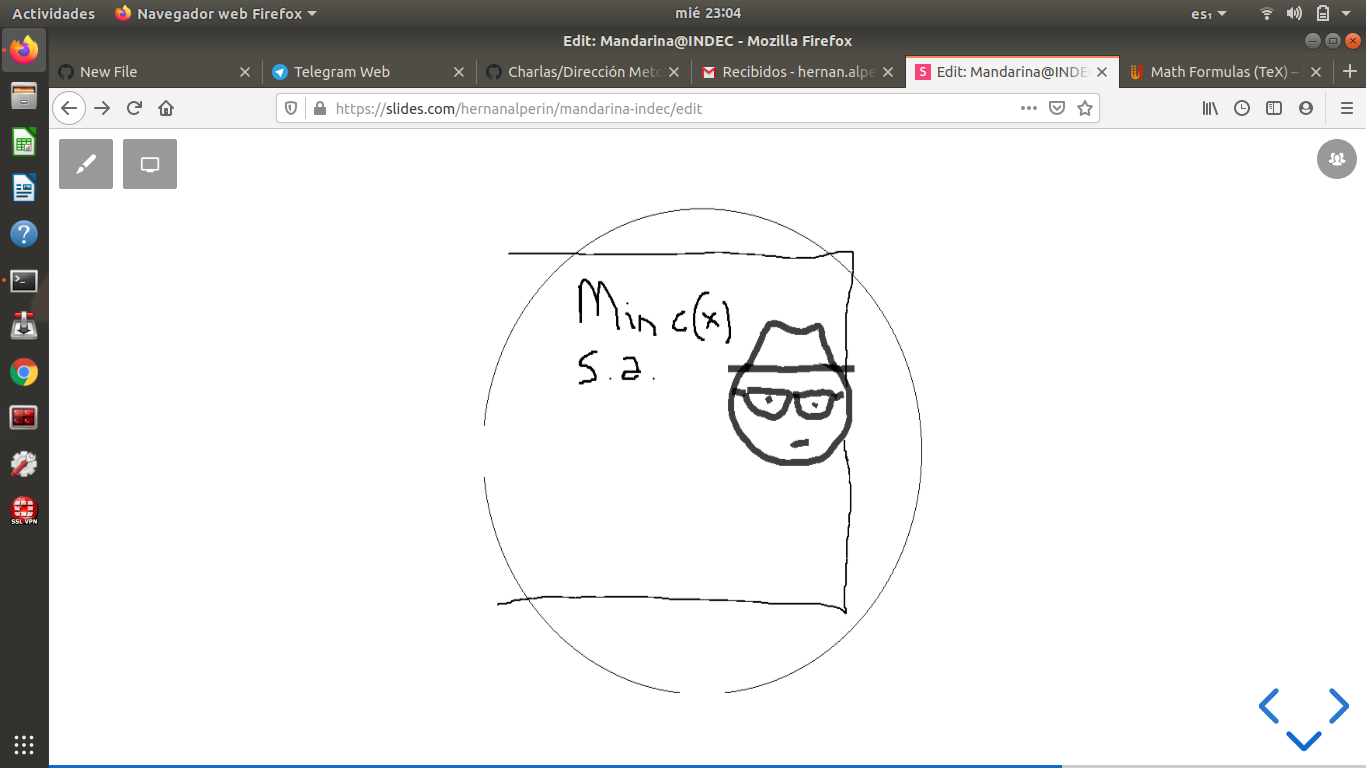 Actividades Navegador web Firefox mié 23:04 es₁
Edit: Mandarina@INDEC - Mozilla Firefox
New File Telegram Web Charlas/Dirección Meto Recibidos - hernan.alpe Edit: Mandarina@INDE Math Formulas (TeX) –
https://slides.com/hernanalperin/mandarina-indec/edit
Min c(x)
s.a.
SSL VPN